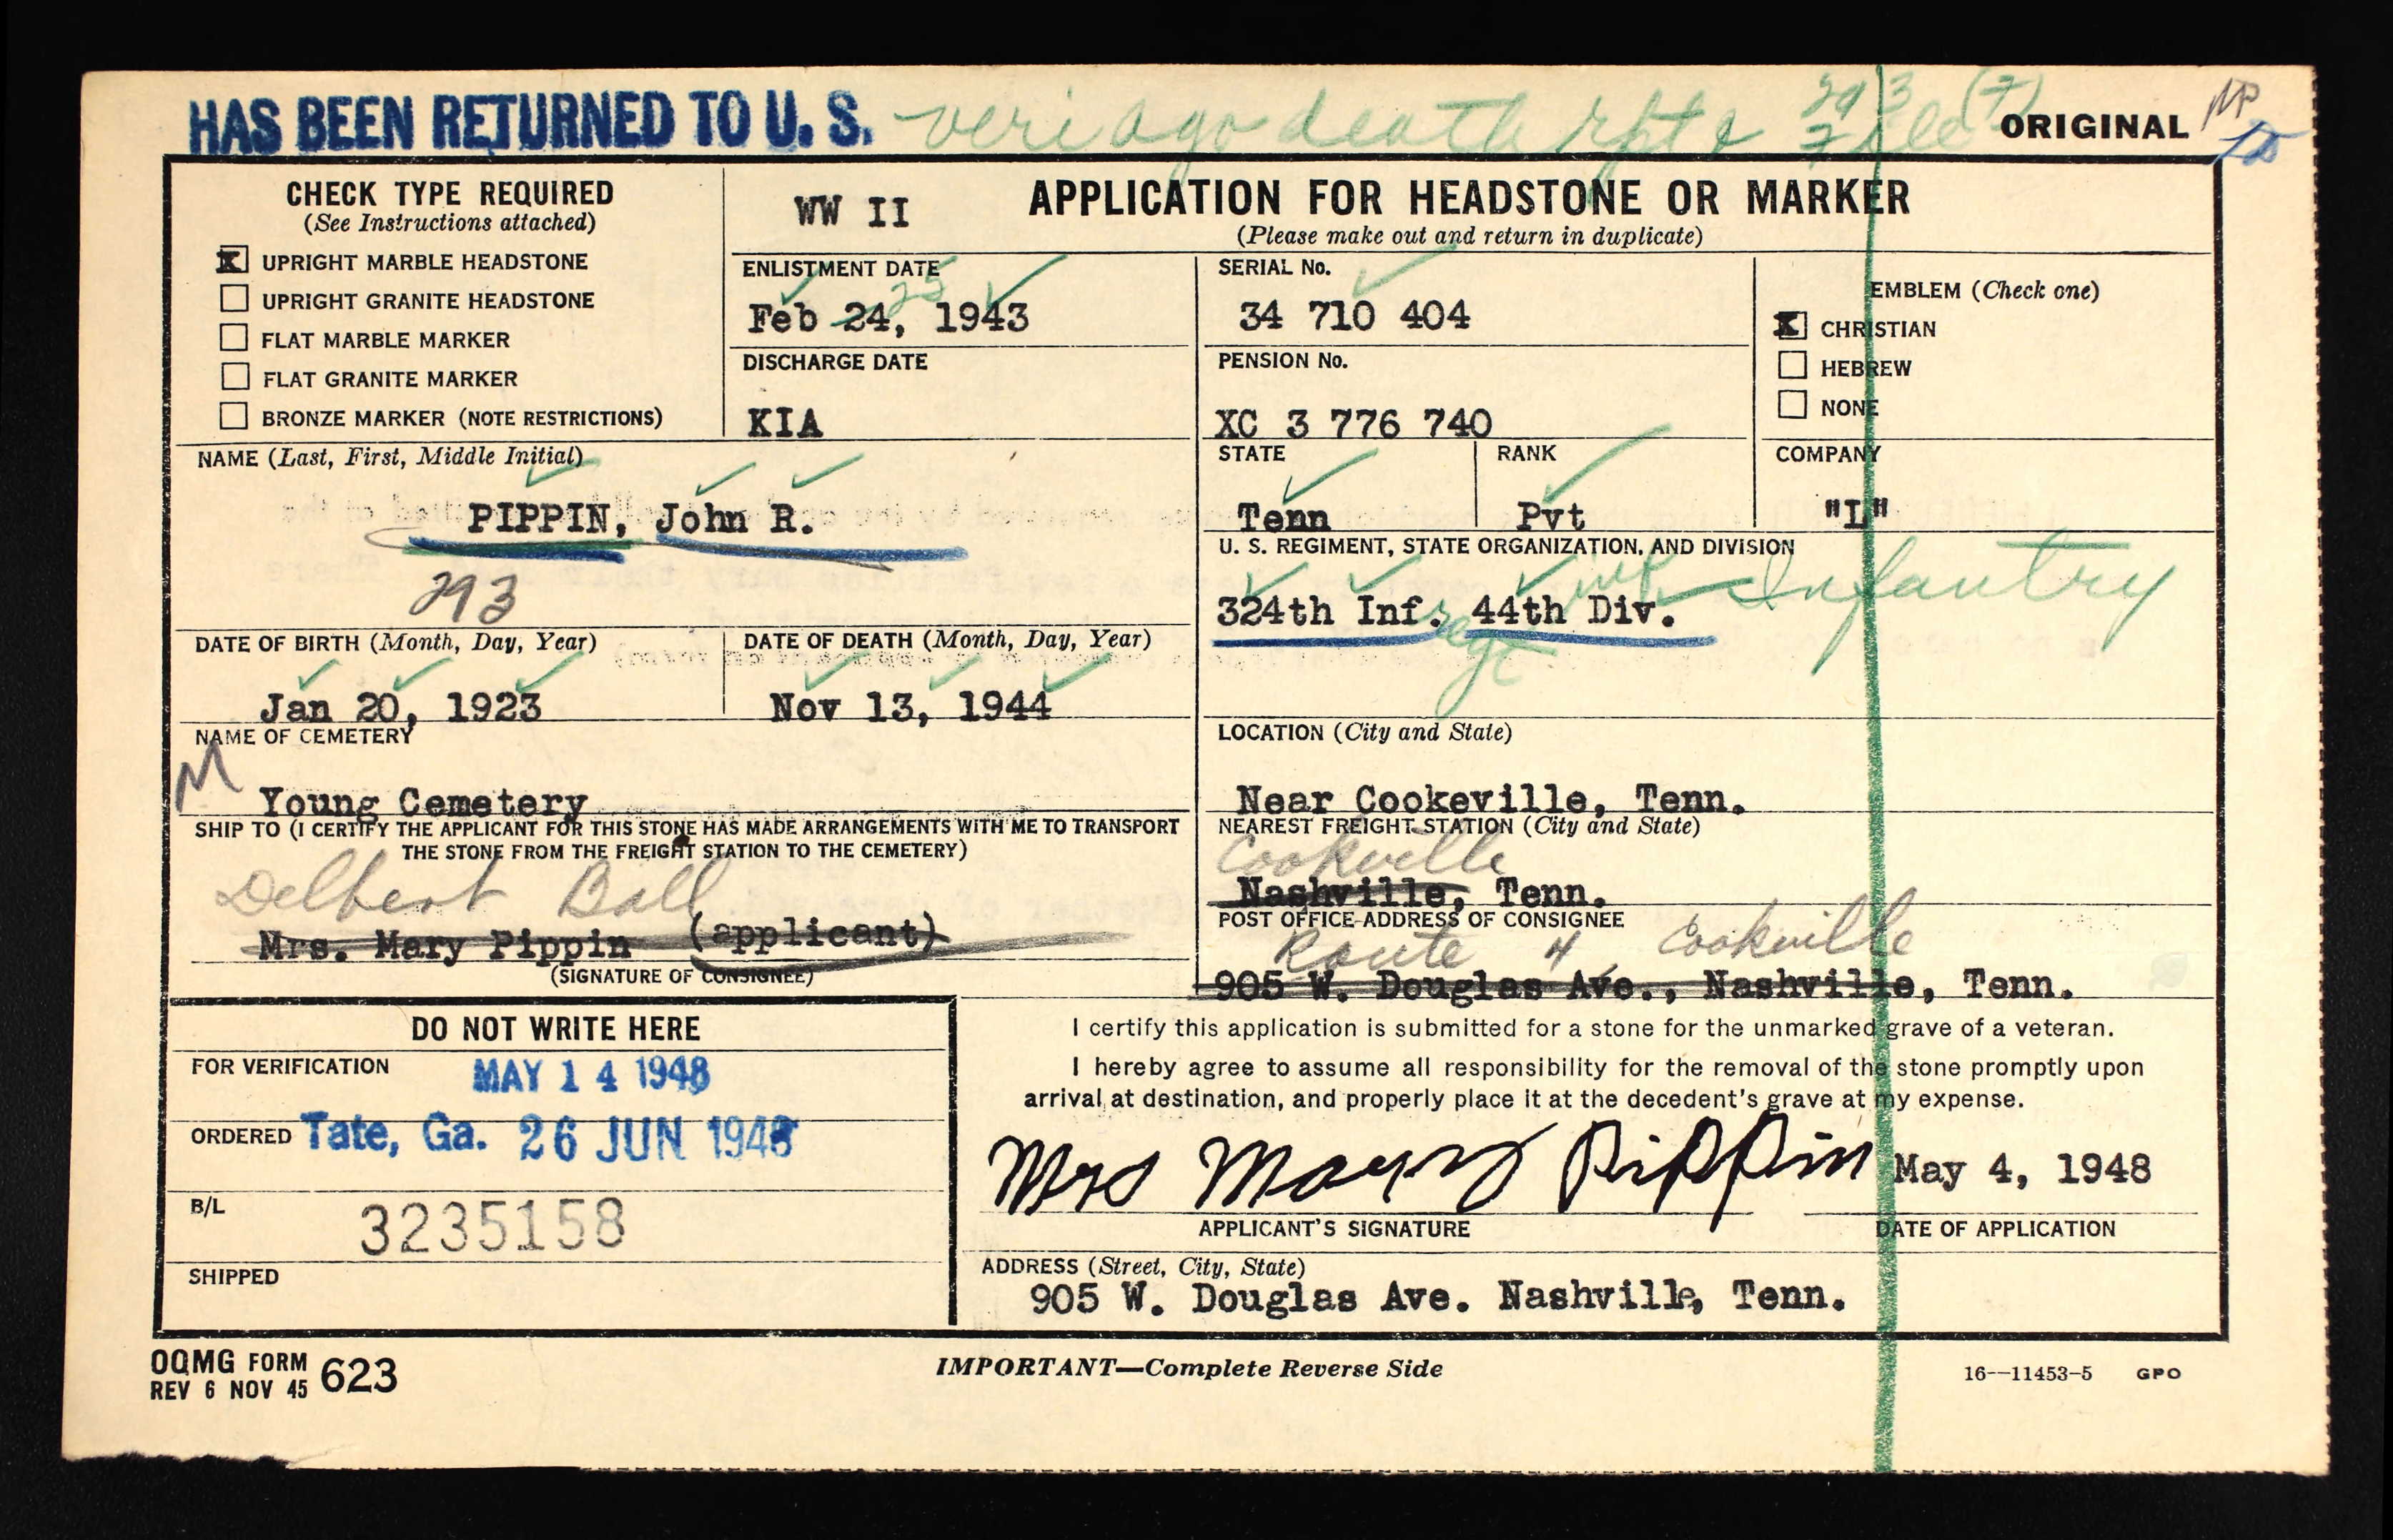 HAS BEEN RETURNED TO U. S. veri ago death rpt & 293 file (7) ORIGINAL
CHECK TYPE REQUIRED
(See Instructions attached)
X UPRIGHT MARBLE HEADSTONE
UPRIGHT GRANITE HEADSTONE
FLAT MARBLE MARKER
FLAT GRANITE MARKER
BRONZE MARKER (NOTE RESTRICTIONS)
WW II APPLICATION FOR HEADSTONE OR MARKER
(Please make out and return in duplicate)
ENLISTMENT DATE
25
Feb 24, 1943
DISCHARGE DATE
KIA
SERIAL No.
34 710 404
PENSION No.
XC 3 776 740
EMBLEM (Check one)
X CHRISTIAN
HEBREW
NONE
NAME (Last, First, Middle Initial)
PIPPIN, John R.
293
STATE
Tenn
RANK
Pvt
COMPANY
"L"
U. S. REGIMENT, STATE ORGANIZATION, AND DIVISION
inf Infantry
324th Inf. 44th Div.
regt
DATE OF BIRTH (Month, Day, Year)
Jan 20, 1923
DATE OF DEATH (Month, Day, Year)
Nov 13, 1944
NAME OF CEMETERY
M Young Cemetery
LOCATION (City and State)
Near Cookeville, Tenn.
SHIP TO (I CERTIFY THE APPLICANT FOR THIS STONE HAS MADE ARRANGEMENTS WITH ME TO TRANSPORT
THE STONE FROM THE FREIGHT STATION TO THE CEMETERY)
Delbert Ball
Mrs. Mary Pippin (applicant)
(SIGNATURE OF CONSIGNEE)
NEAREST FREIGHT STATION (City and State)
Cookville
Nashville, Tenn.
POST OFFICE ADDRESS OF CONSIGNEE
Route 4, Cookville
905 W. Douglas Ave., Nashville, Tenn.
DO NOT WRITE HERE
FOR VERIFICATION MAY 14 1948
ORDERED Tate, Ga. 26 JUN 1948
B/L 3235158
SHIPPED
I certify this application is submitted for a stone for the unmarked grave of a veteran.
I hereby agree to assume all responsibility for the removal of the stone promptly upon
arrival at destination, and properly place it at the decedent's grave at my expense.
Mrs Mary Pippin May 4, 1948
APPLICANT'S SIGNATURE DATE OF APPLICATION
ADDRESS (Street, City, State)
905 W. Douglas Ave. Nashville, Tenn.
OQMG FORM 623
REV 6 NOV 45
IMPORTANT—Complete Reverse Side
16—11453-5 GPO